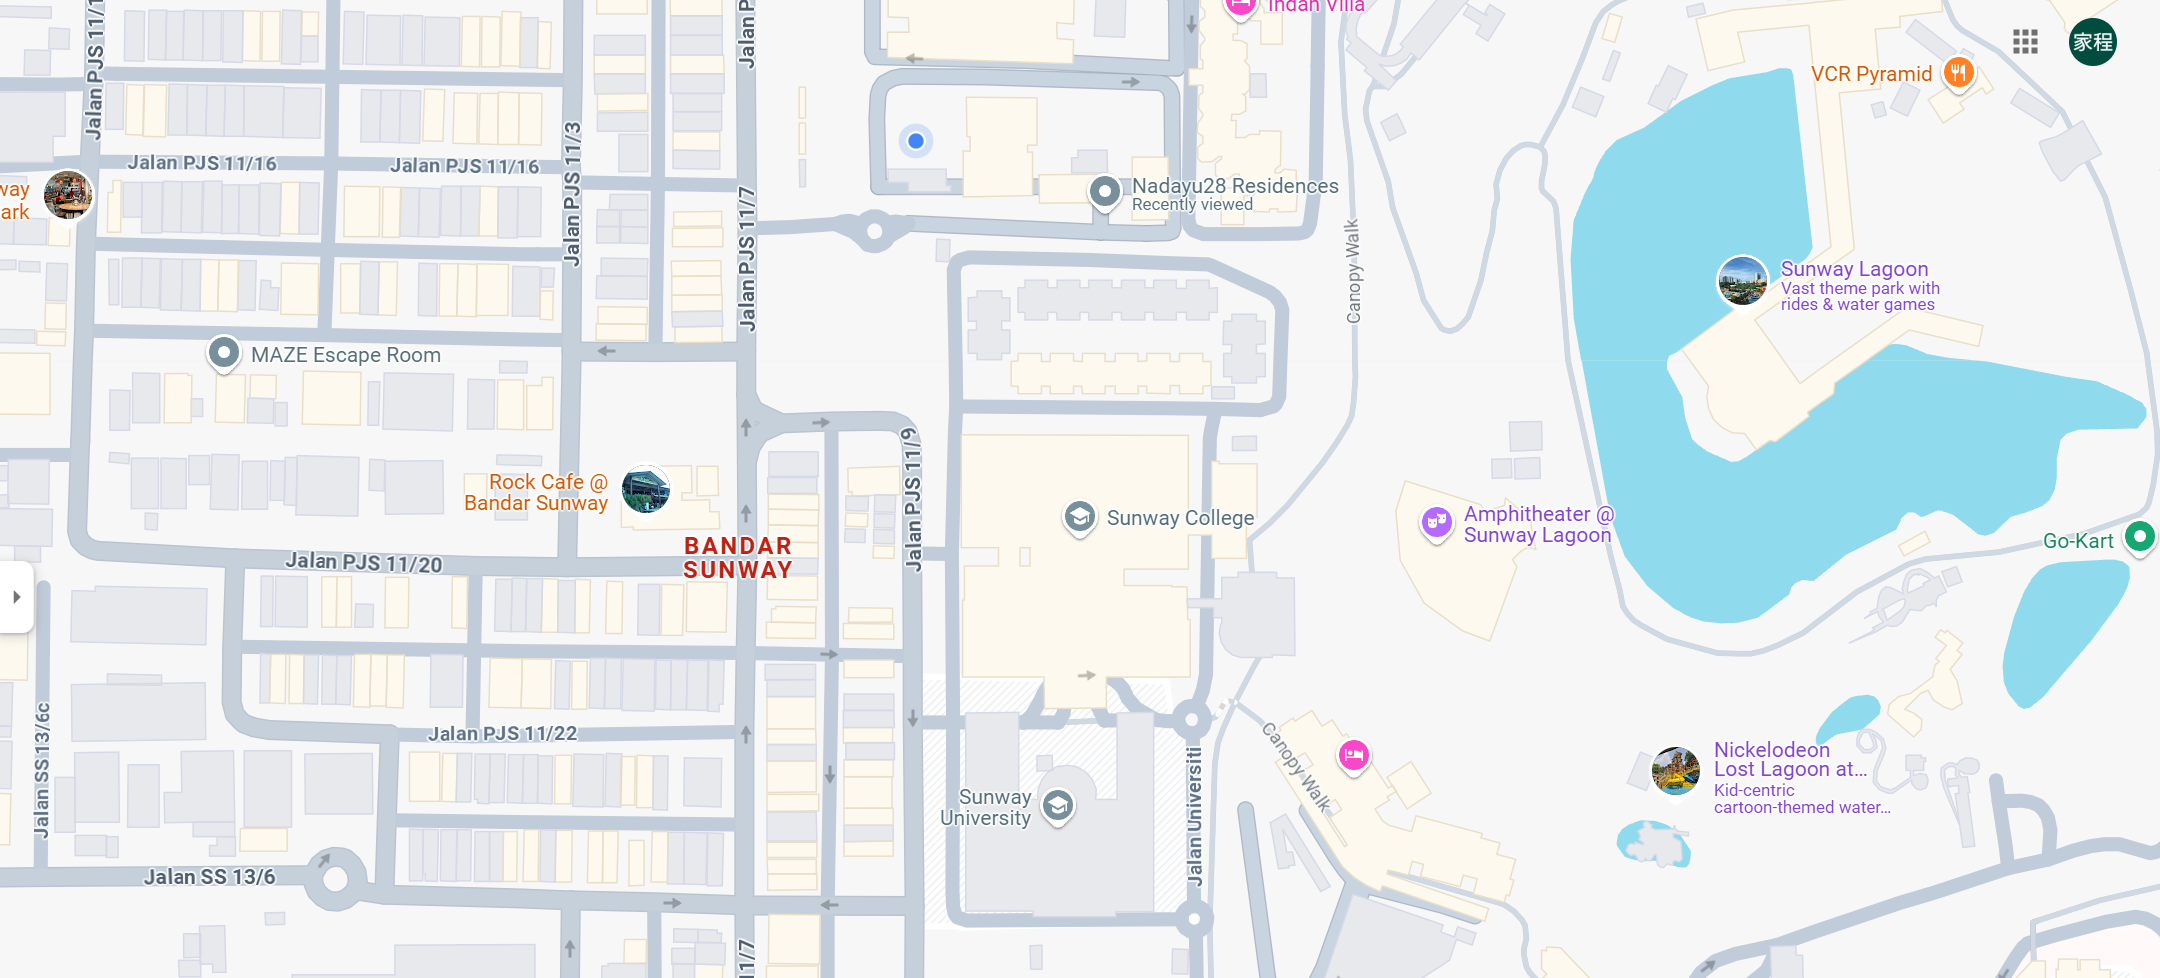 Jalan PJS 11/1
Jalan P
Indah Villa
家程
VCR Pyramid
Jalan PJS 11/16
Jalan PJS 11/16
Jalan PJS 11/3
way
ark
Nadayu28 Residences
Recently viewed
Jalan PJS 11/7
Canopy Walk
Sunway Lagoon
Vast theme park with
rides & water games
MAZE Escape Room
Rock Cafe @
Bandar Sunway
Jalan PJS 11/9
Sunway College
Amphitheater @
Sunway Lagoon
Go-Kart
BANDAR
SUNWAY
Jalan PJS 11/20
Jalan SS 13/6c
Jalan PJS 11/22
Canopy Walk
Nickelodeon
Lost Lagoon at...
Kid-centric
cartoon-themed water...
Sunway
University
Jalan Universiti
Jalan SS 13/6
11/7